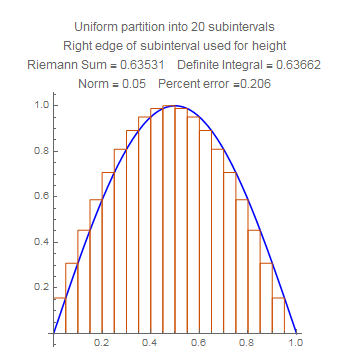 Uniform partition into 20 subintervals
Right edge of subinterval used for height
Riemann Sum = 0.63531 Definite Integral = 0.63662
Norm = 0.05 Percent error =0.206
1.0
0.8
0.6
0.4
0.2
0.2 0.4 0.6 0.8 1.0